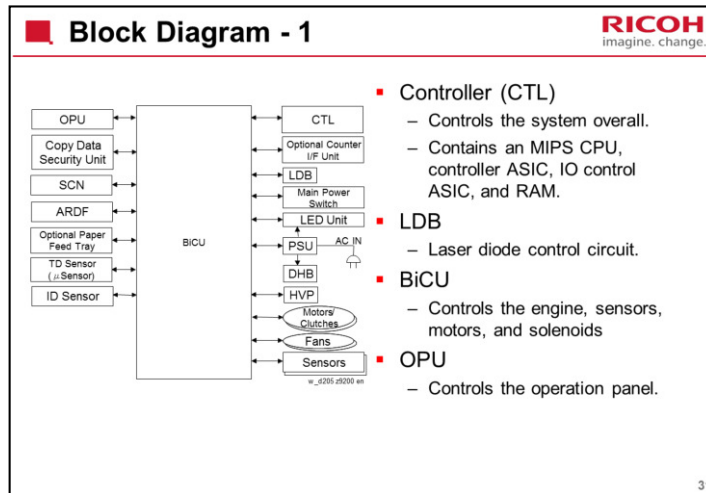 Block Diagram - 1
RICOH
imagine. change.
OPU
Copy Data
Security Unit
SCN
ARDF
Optional Paper
Feed Tray
TD Sensor
(μSensor)
ID Sensor
BiCU
CTL
Optional Counter
I/F Unit
LDB
Main Power
Switch
LED Unit
PSU
AC_IN
DHB
HVP
Motors/
Clutches
Fans
Sensors
w_d205 z9200 en
Controller (CTL)
– Controls the system overall.
– Contains an MIPS CPU,
controller ASIC, IO control
ASIC, and RAM.
LDB
– Laser diode control circuit.
BiCU
– Controls the engine, sensors,
motors, and solenoids
OPU
– Controls the operation panel.